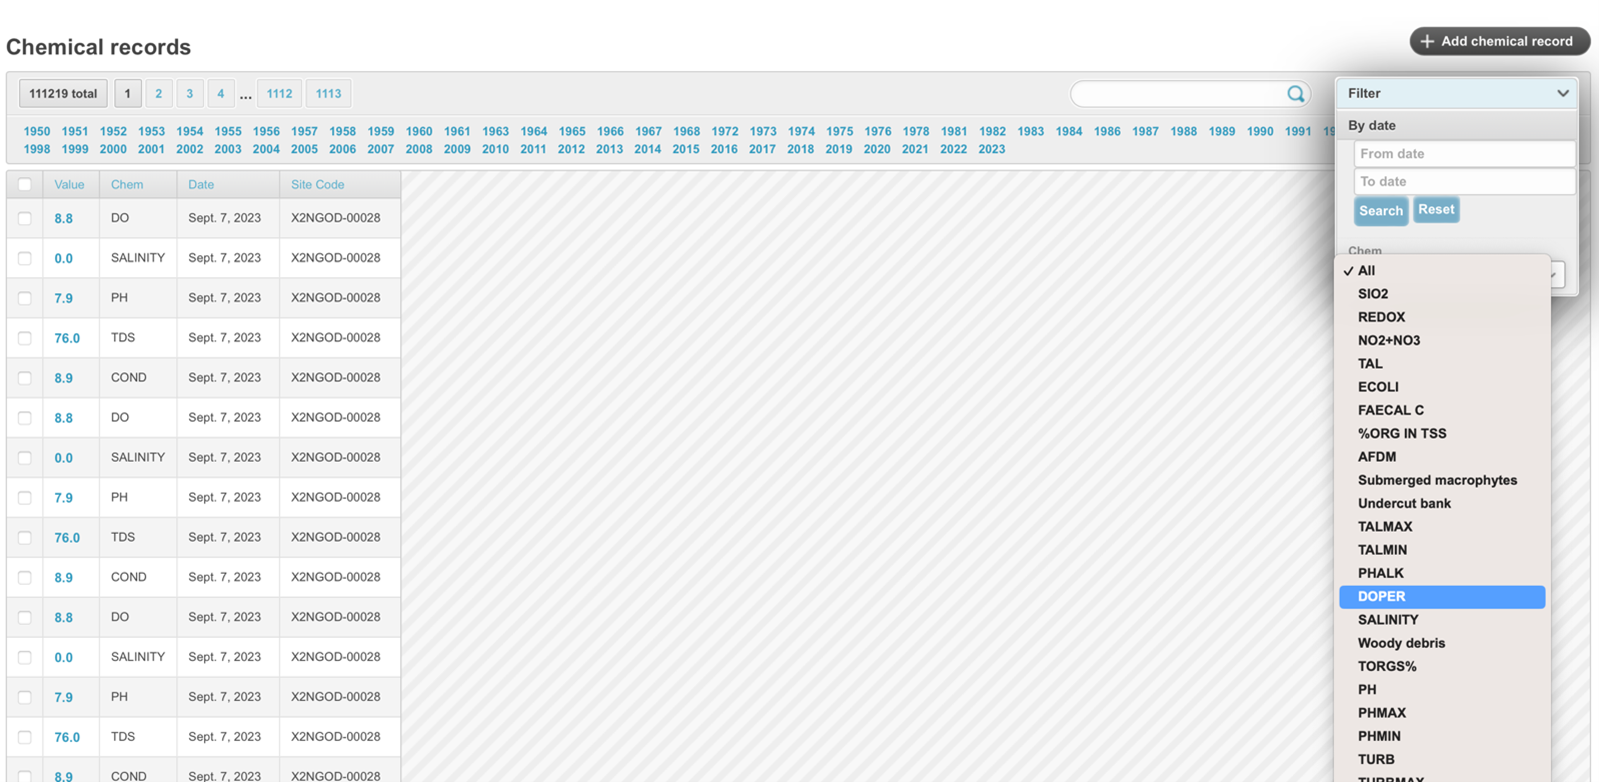 Chemical records
+ Add chemical record
111219 total 1 2 3 4 ... 1112 1113
1950 1951 1952 1953 1954 1955 1956 1957 1958 1959 1960 1961 1963 1964 1965 1966 1967 1968 1972 1973 1974 1975 1976 1978 1981 1982 1983 1984 1986 1987 1988 1989 1990 1991
1998 1999 2000 2001 2002 2003 2004 2005 2006 2007 2008 2009 2010 2011 2012 2013 2014 2015 2016 2017 2018 2019 2020 2021 2022 2023
Value Chem Date Site Code
8.8 DO Sept. 7, 2023 X2NGOD-00028
0.0 SALINITY Sept. 7, 2023 X2NGOD-00028
7.9 PH Sept. 7, 2023 X2NGOD-00028
76.0 TDS Sept. 7, 2023 X2NGOD-00028
8.9 COND Sept. 7, 2023 X2NGOD-00028
8.8 DO Sept. 7, 2023 X2NGOD-00028
0.0 SALINITY Sept. 7, 2023 X2NGOD-00028
7.9 PH Sept. 7, 2023 X2NGOD-00028
76.0 TDS Sept. 7, 2023 X2NGOD-00028
8.9 COND Sept. 7, 2023 X2NGOD-00028
8.8 DO Sept. 7, 2023 X2NGOD-00028
0.0 SALINITY Sept. 7, 2023 X2NGOD-00028
7.9 PH Sept. 7, 2023 X2NGOD-00028
76.0 TDS Sept. 7, 2023 X2NGOD-00028
8.9 COND Sept. 7, 2023 X2NGOD-00028
Filter
By date
From date
To date
Search Reset
Chem
✓ All
SIO2
REDOX
NO2+NO3
TAL
ECOLI
FAECAL C
%ORG IN TSS
AFDM
Submerged macrophytes
Undercut bank
TALMAX
TALMIN
PHALK
DOPER
SALINITY
Woody debris
TORGS%
PH
PHMAX
PHMIN
TURB
TURBMAX